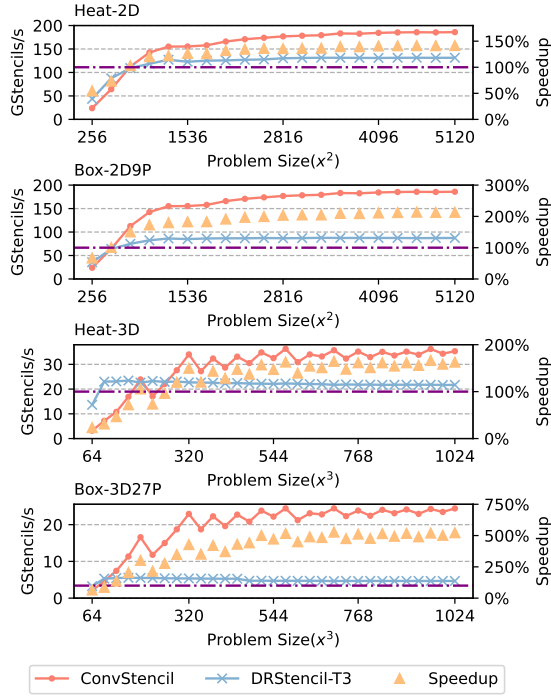 Heat-2D
GStencils/s
200
150
100
50
0
150%
100%
50%
0%
Speedup
256 1536 2816 4096 5120
Problem Size(x²)
Box-2D9P
GStencils/s
200
150
100
50
0
300%
200%
100%
0%
Speedup
256 1536 2816 4096 5120
Problem Size(x²)
Heat-3D
GStencils/s
30
20
10
0
200%
100%
0%
Speedup
64 320 544 768 1024
Problem Size(x³)
Box-3D27P
GStencils/s
20
10
0
750%
500%
250%
0%
Speedup
64 320 544 768 1024
Problem Size(x³)
ConvStencil DRStencil-T3 Speedup